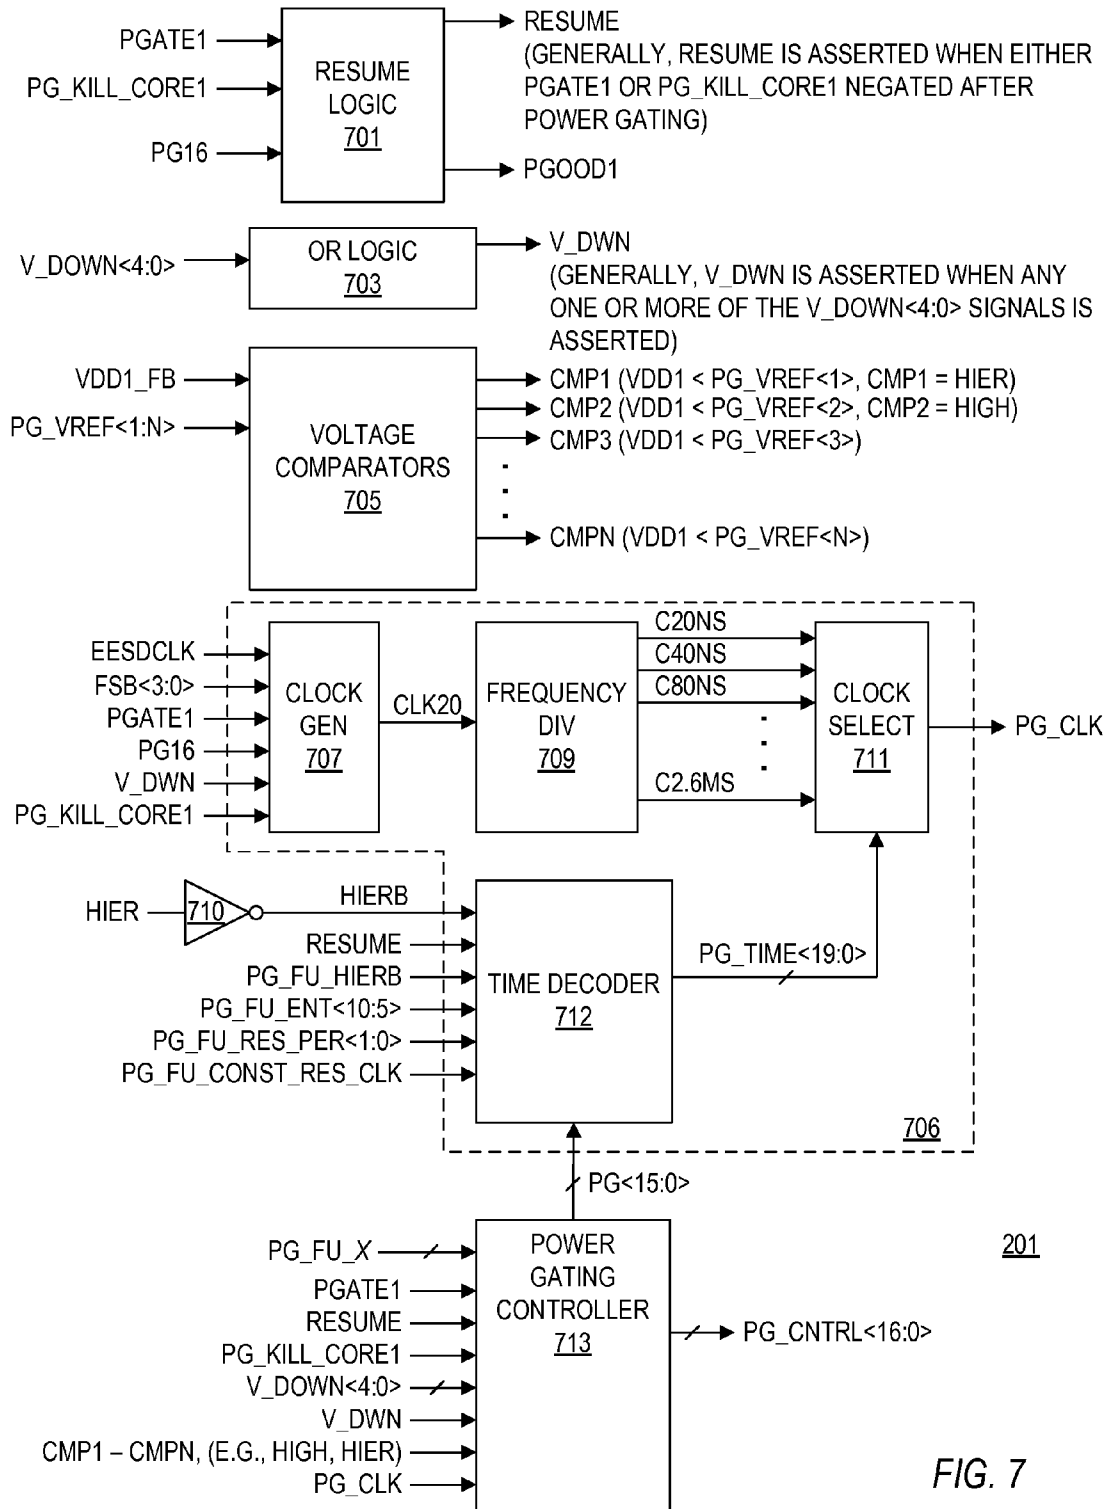 PGATE1
PG_KILL_CORE1
PG16
RESUME
LOGIC
701
RESUME
(GENERALLY, RESUME IS ASSERTED WHEN EITHER
PGATE1 OR PG_KILL_CORE1 NEGATED AFTER
POWER GATING)
PGOOD1
V_DOWN<4:0>
OR LOGIC
703
V_DWN
(GENERALLY, V_DWN IS ASSERTED WHEN ANY
ONE OR MORE OF THE V_DOWN<4:0> SIGNALS IS
ASSERTED)
VDD1_FB
PG_VREF<1:N>
VOLTAGE
COMPARATORS
705
CMP1 (VDD1 < PG_VREF<1>, CMP1 = HIER)
CMP2 (VDD1 < PG_VREF<2>, CMP2 = HIGH)
CMP3 (VDD1 < PG_VREF<3>)
CMPN (VDD1 < PG_VREF<N>)
EESDCLK
FSB<3:0>
PGATE1
PG16
V_DWN
PG_KILL_CORE1
CLOCK
GEN
707
CLK20
FREQUENCY
DIV
709
C20NS
C40NS
C80NS
C2.6MS
CLOCK
SELECT
711
PG_CLK
HIER
710
HIERB
RESUME
PG_FU_HIERB
PG_FU_ENT<10:5>
PG_FU_RES_PER<1:0>
PG_FU_CONST_RES_CLK
TIME DECODER
712
PG_TIME<19:0>
706
PG<15:0>
PG_FU_X
PGATE1
RESUME
PG_KILL_CORE1
V_DOWN<4:0>
V_DWN
CMP1 – CMPN, (E.G., HIGH, HIER)
PG_CLK
POWER
GATING
CONTROLLER
713
PG_CNTRL<16:0>
201
FIG. 7